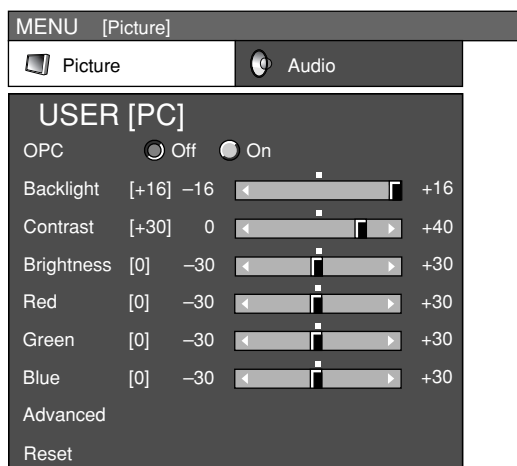 MENU [Picture]
Picture Audio
USER [PC]
OPC Off On
Backlight [+16] –16 +16
Contrast [+30] 0 +40
Brightness [0] –30 +30
Red [0] –30 +30
Green [0] –30 +30
Blue [0] –30 +30
Advanced
Reset